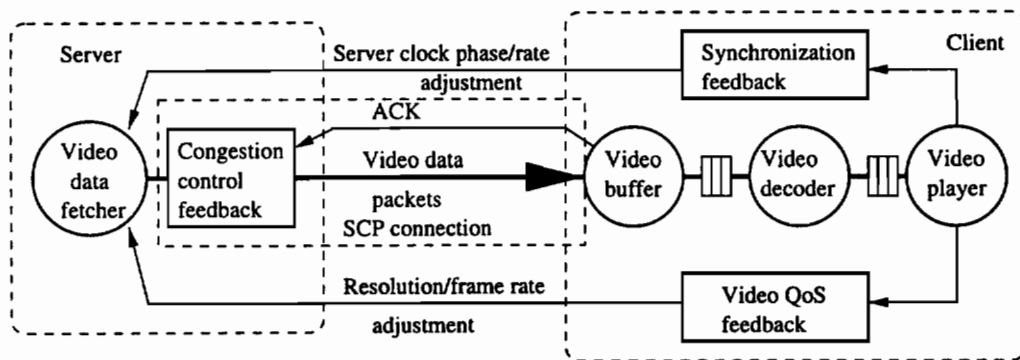 Server
Server clock phase/rate
adjustment
Synchronization
feedback
Client
ACK
Video
data
fetcher
Congestion
control
feedback
Video data
packets
SCP connection
Video
buffer
Video
decoder
Video
player
Resolution/frame rate
adjustment
Video QoS
feedback